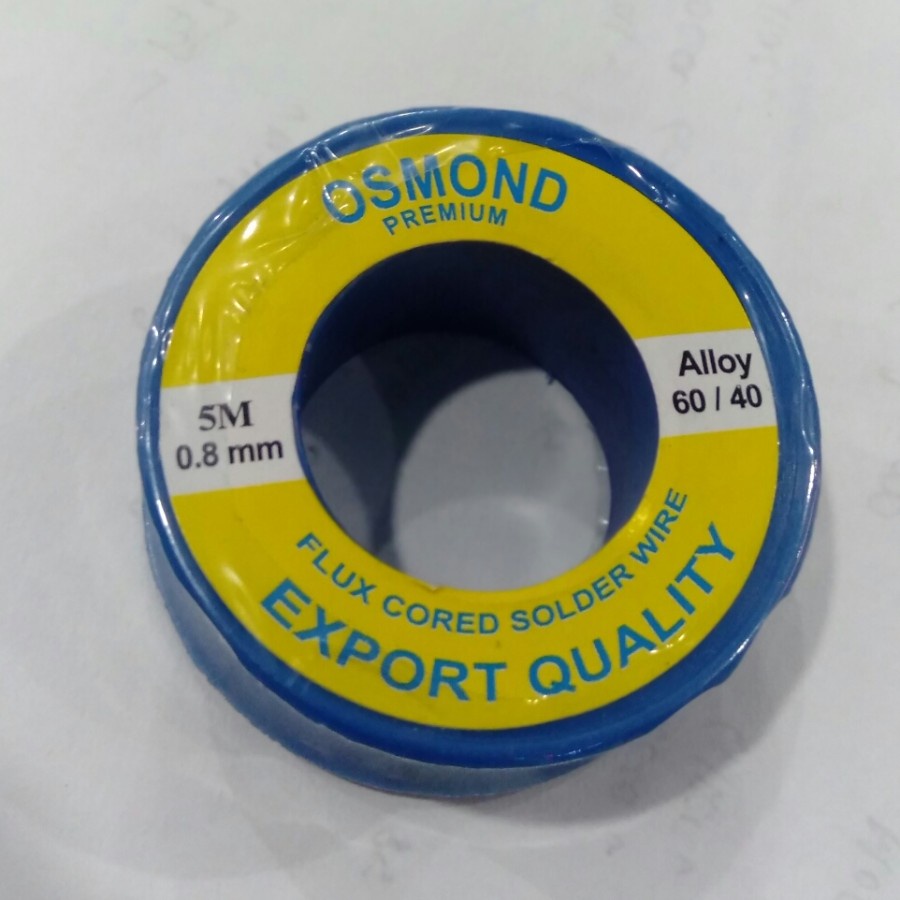 OSMOND
PREMIUM
5M
0.8 mm
Alloy
60 / 40
FLUX CORED SOLDER WIRE
EXPORT QUALITY